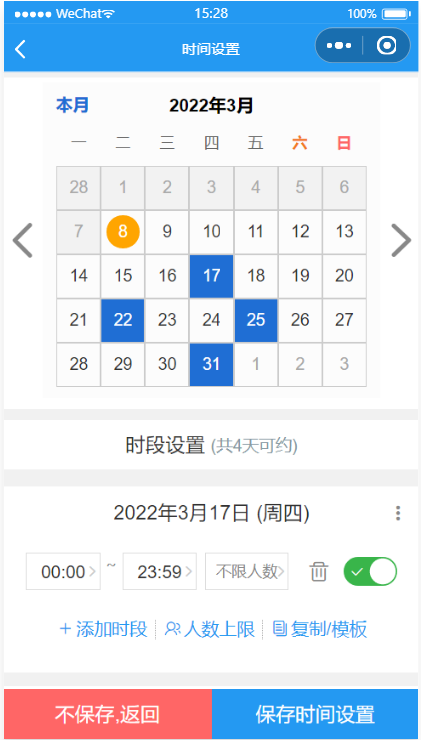 WeChat 15:28 100%
时间设置
本月 2022年3月
一 二 三 四 五 六 日
28 1 2 3 4 5 6
7 8 9 10 11 12 13
14 15 16 17 18 19 20
21 22 23 24 25 26 27
28 29 30 31 1 2 3
时段设置 (共4天可约)
2022年3月17日 (周四)
00:00 ~ 23:59 不限人数
+ 添加时段 人数上限 复制/模板
不保存,返回 保存时间设置